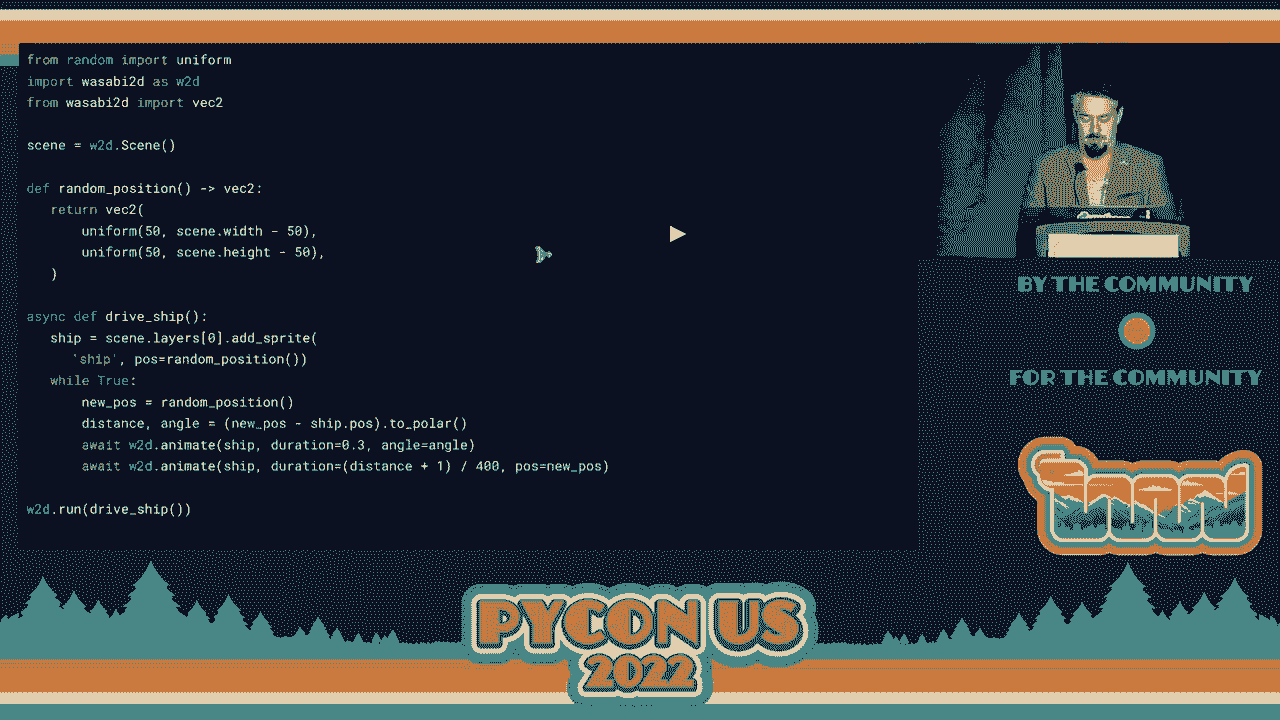 from random import uniform
import wasabi2d as w2d
from wasabi2d import vec2
scene = w2d.Scene()
def random_position() -> vec2:
return vec2(
uniform(50, scene.width - 50),
uniform(50, scene.height - 50),
)
async def drive_ship():
ship = scene.layers[0].add_sprite(
'ship', pos=random_position())
while True:
new_pos = random_position()
distance, angle = (new_pos - ship.pos).to_polar()
await w2d.animate(ship, duration=0.3, angle=angle)
await w2d.animate(ship, duration=(distance + 1) / 400, pos=new_pos)
w2d.run(drive_ship())
BY THE COMMUNITY
FOR THE COMMUNITY
PYCON US
2022